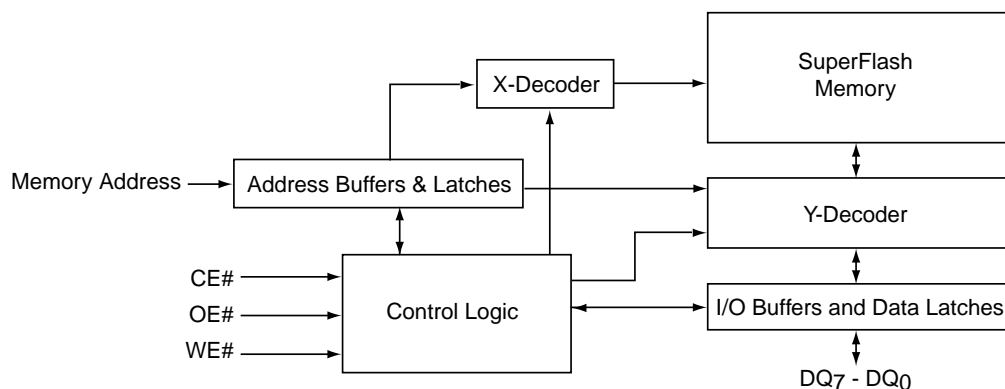 SuperFlash
Memory
X-Decoder
Memory Address
Address Buffers & Latches
Y-Decoder
CE#
OE#
WE#
Control Logic
I/O Buffers and Data Latches
DQ7 - DQ0